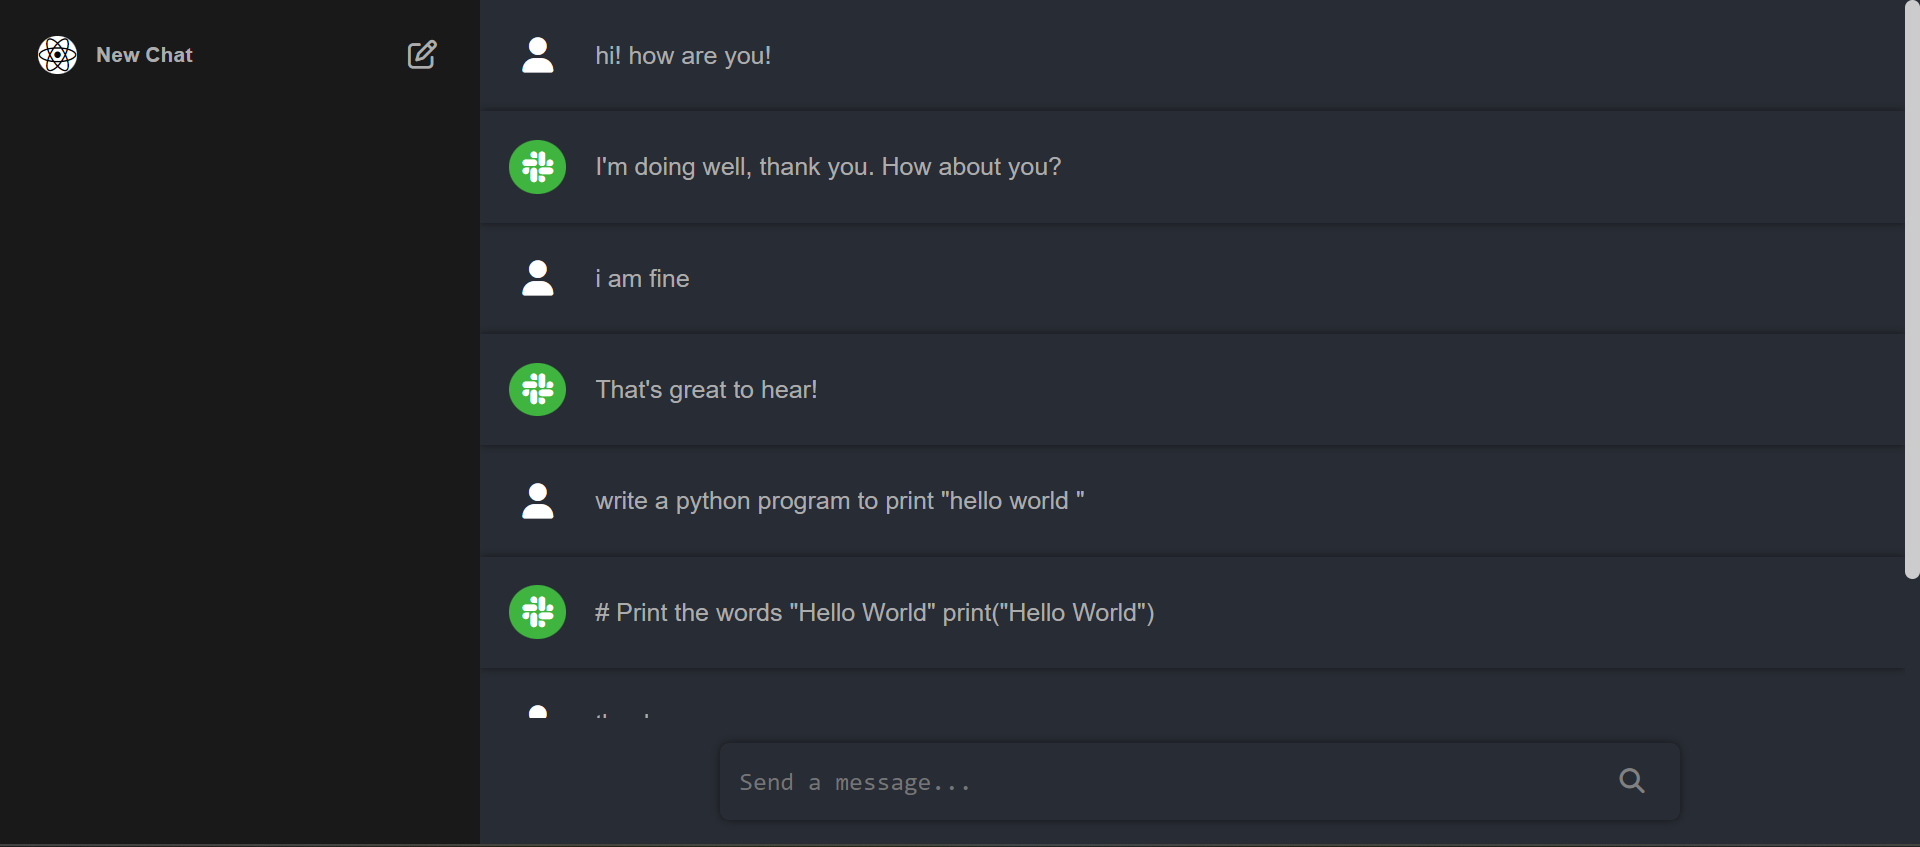 New Chat
hi! how are you!
I'm doing well, thank you. How about you?
i am fine
That's great to hear!
write a python program to print "hello world "
# Print the words "Hello World" print("Hello World")
Send a message...